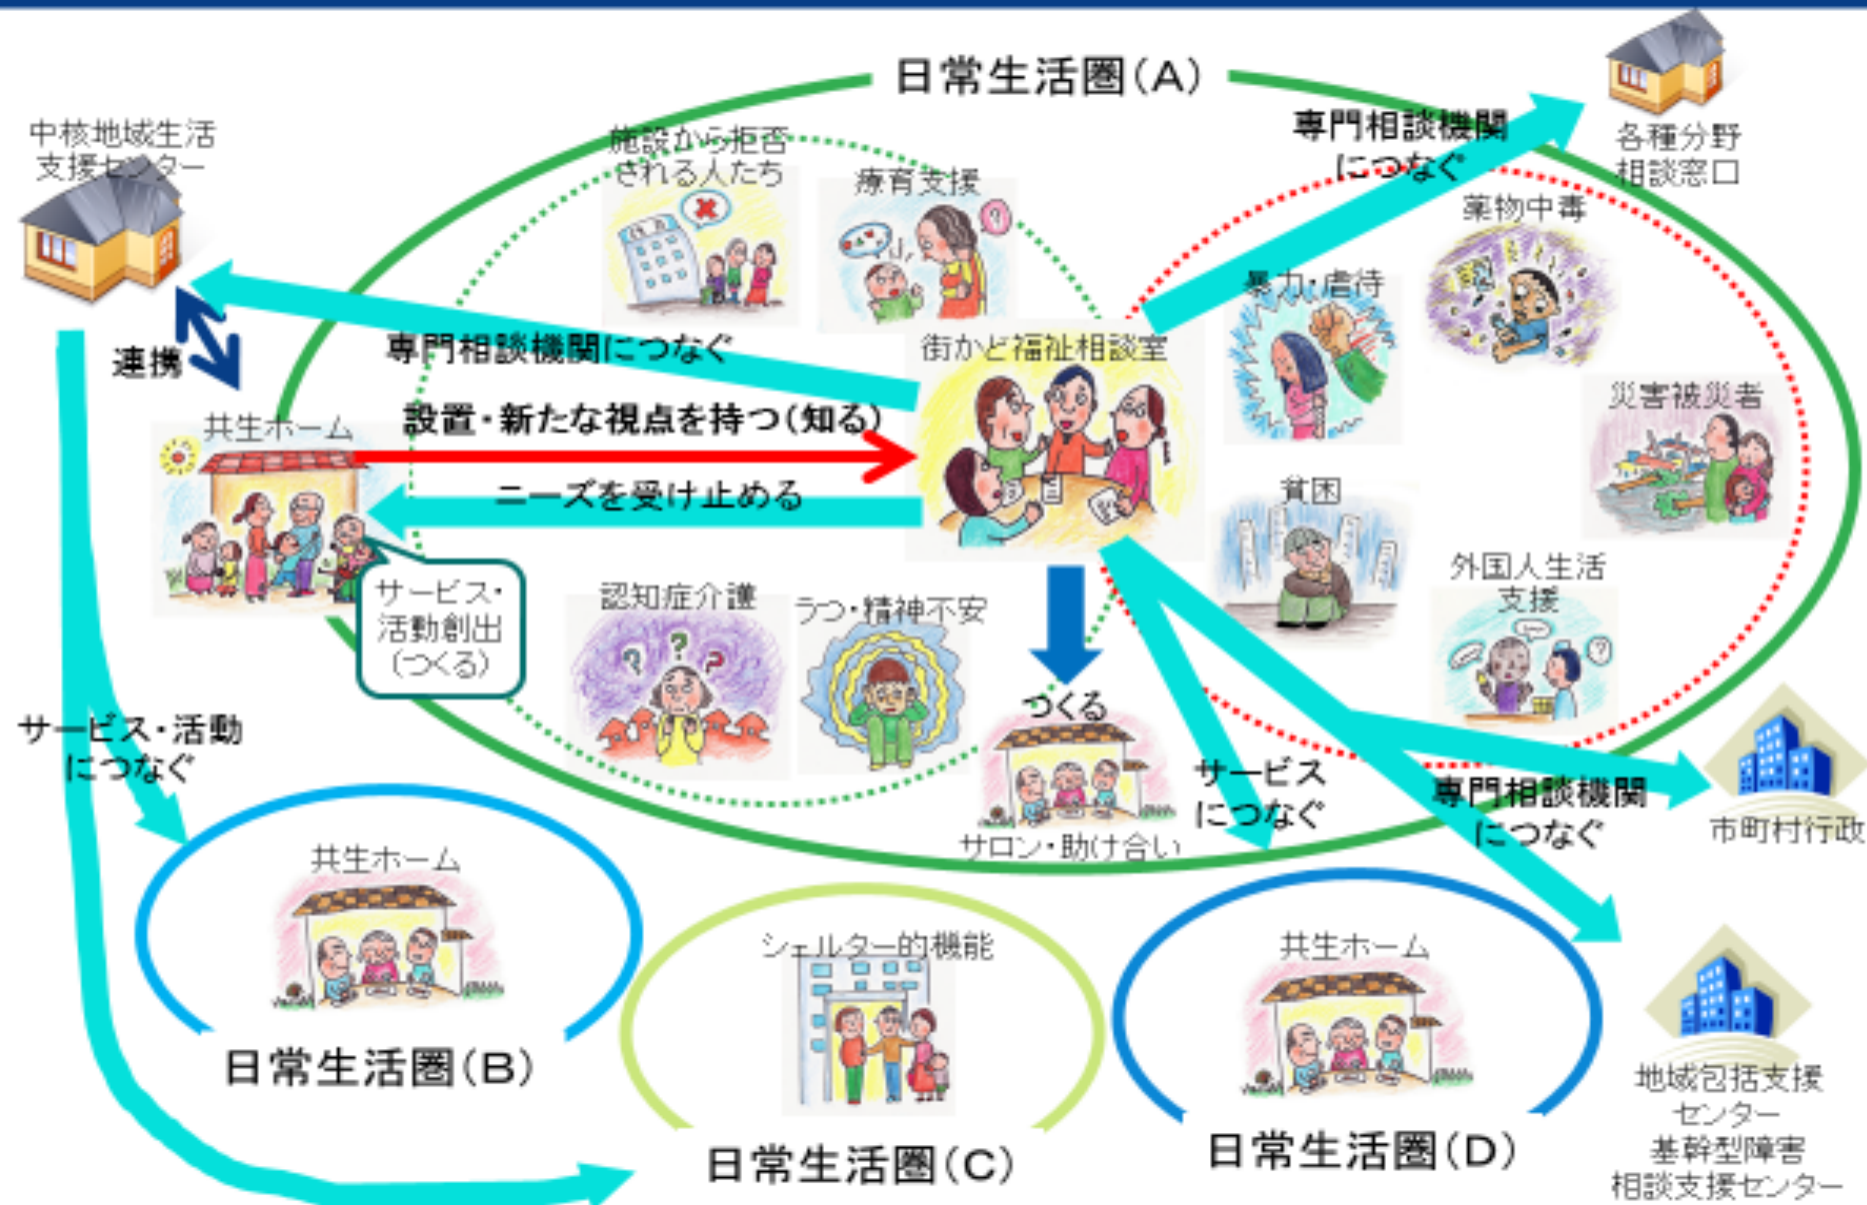 日常生活圏(A)
中核地域生活
支援センター
施設から拒否
される人たち
療育支援
専門相談機関
につなぐ
各種分野
相談窓口
薬物中毒
暴力・虐待
連携
専門相談機関につなぐ
街かど福祉相談室
災害被災者
共生ホーム
設置・新たな視点を持つ(知る)
ニーズを受け止める
貧困
外国人生活
支援
サービス・
活動創出
(つくる)
認知症介護
うつ・精神不安
つくる
サロン・助け合い
サービス・活動
につなぐ
サービス
につなぐ
専門相談機関
につなぐ
市町村行政
共生ホーム
日常生活圏(B)
シェルター的機能
日常生活圏(C)
共生ホーム
日常生活圏(D)
地域包括支援
センター
基幹型障害
相談支援センター